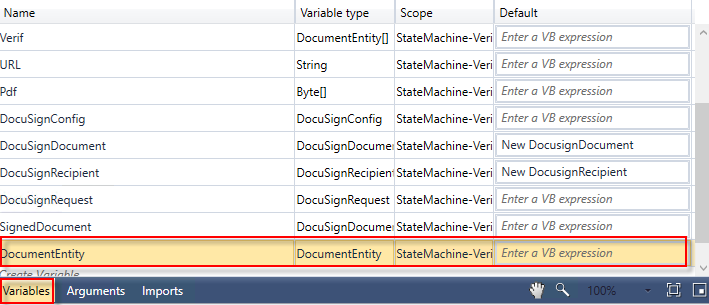 Name Variable type Scope Default
Verif DocumentEntity[] StateMachine-Veri Enter a VB expression
URL String StateMachine-Veri Enter a VB expression
Pdf Byte[] StateMachine-Veri Enter a VB expression
DocuSignConfig DocuSignConfig StateMachine-Veri Enter a VB expression
DocuSignDocument DocuSignDocumen StateMachine-Veri New DocusignDocument
DocuSignRecipient DocuSignRecipient StateMachine-Veri New DocusignRecipient
DocuSignRequest DocuSignRequest StateMachine-Veri Enter a VB expression
SignedDocument DocuSignDocumen StateMachine-Veri Enter a VB expression
DocumentEntity DocumentEntity StateMachine-Veri Enter a VB expression
Create Variable
Variables Arguments Imports 100%